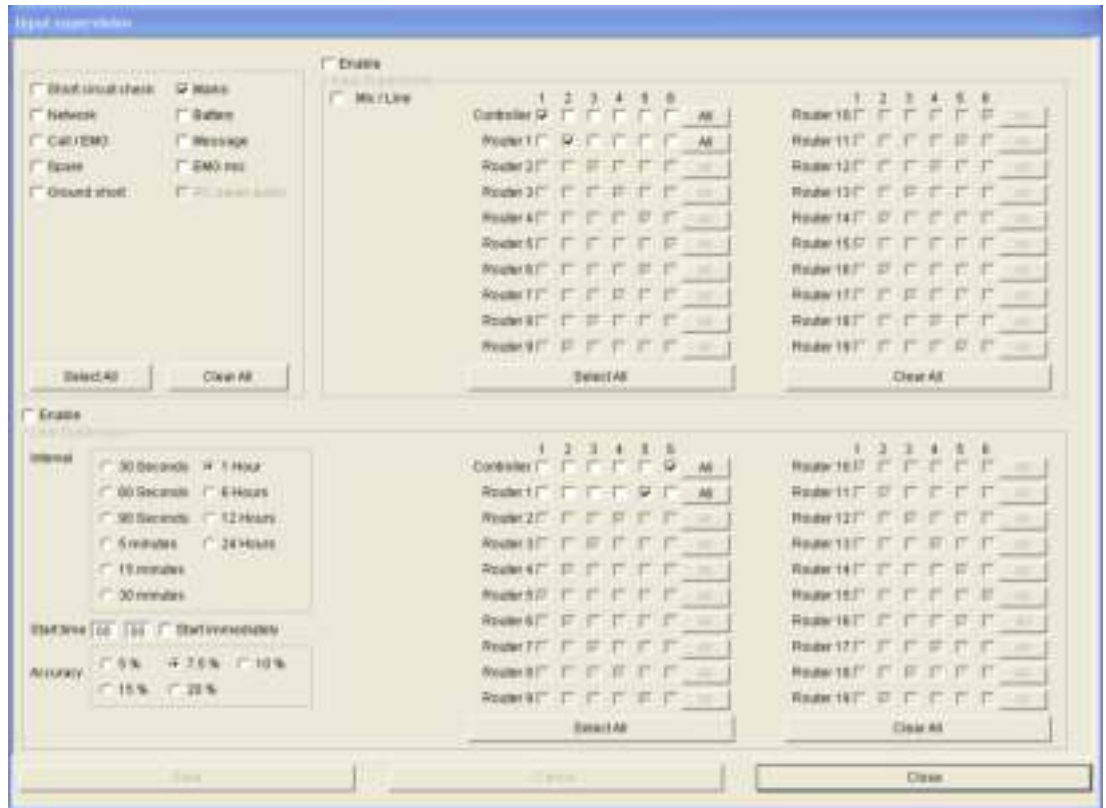 Input supervision
Enable
Short circuit check Mains
Mic / Line
Network Battery
Call / EMG Message
Spare EMG mic
Ground short
1 2 3 4 5 6
Controller All
Router 1 All
Router 2
Router 3
Router 4
Router 5
Router 6
Router 7
Router 8
Router 9
Select All
1 2 3 4 5 6
Router 10
Router 11
Router 12
Router 13
Router 14
Router 15
Router 16
Router 17
Router 18
Router 19
Clear All
Select All Clear All
Enable
Interval
30 Seconds 1 Hour
60 Seconds 6 Hours
90 Seconds 12 Hours
5 minutes 24 Hours
15 minutes
30 minutes
Start time 00 00 Start immediately
Accuracy
5 % 7.5 % 10 %
15 % 20 %
1 2 3 4 5 6
Controller All
Router 1 All
Router 2
Router 3
Router 4
Router 5
Router 6
Router 7
Router 8
Router 9
Select All
1 2 3 4 5 6
Router 10
Router 11
Router 12
Router 13
Router 14
Router 15
Router 16
Router 17
Router 18
Router 19
Clear All
Close